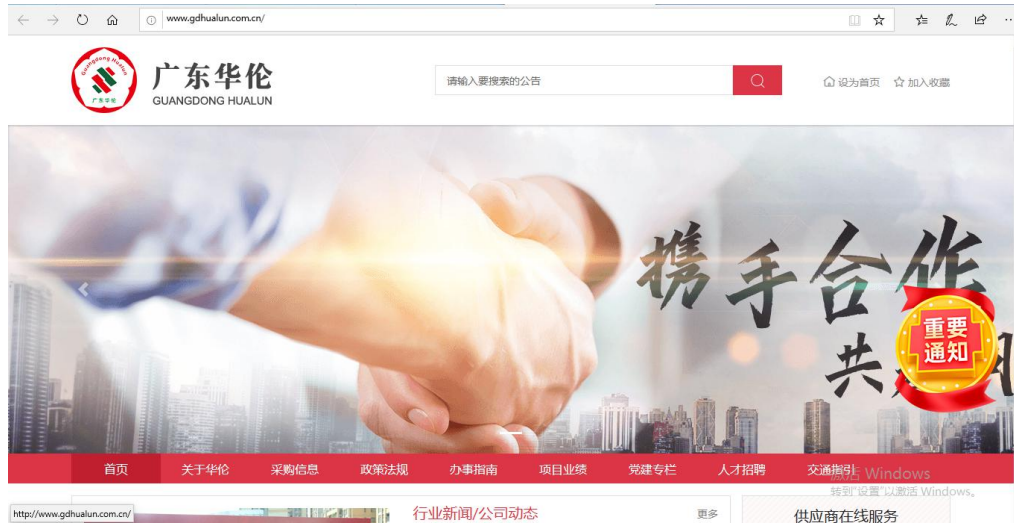 www.gdhualun.com.cn/
Guangdong Hualun
广东华伦
广东华伦
GUANGDONG HUALUN
请输入要搜索的公告
设为首页
加入收藏
携手合作
重要
通知
共
首页 关于华伦 采购信息 政策法规 办事指南 项目业绩 党建专栏 人才招聘 交通指引
激活 Windows
转到"设置"以激活 Windows。
行业新闻/公司动态
更多
供应商在线服务
http://www.gdhualun.com.cn/